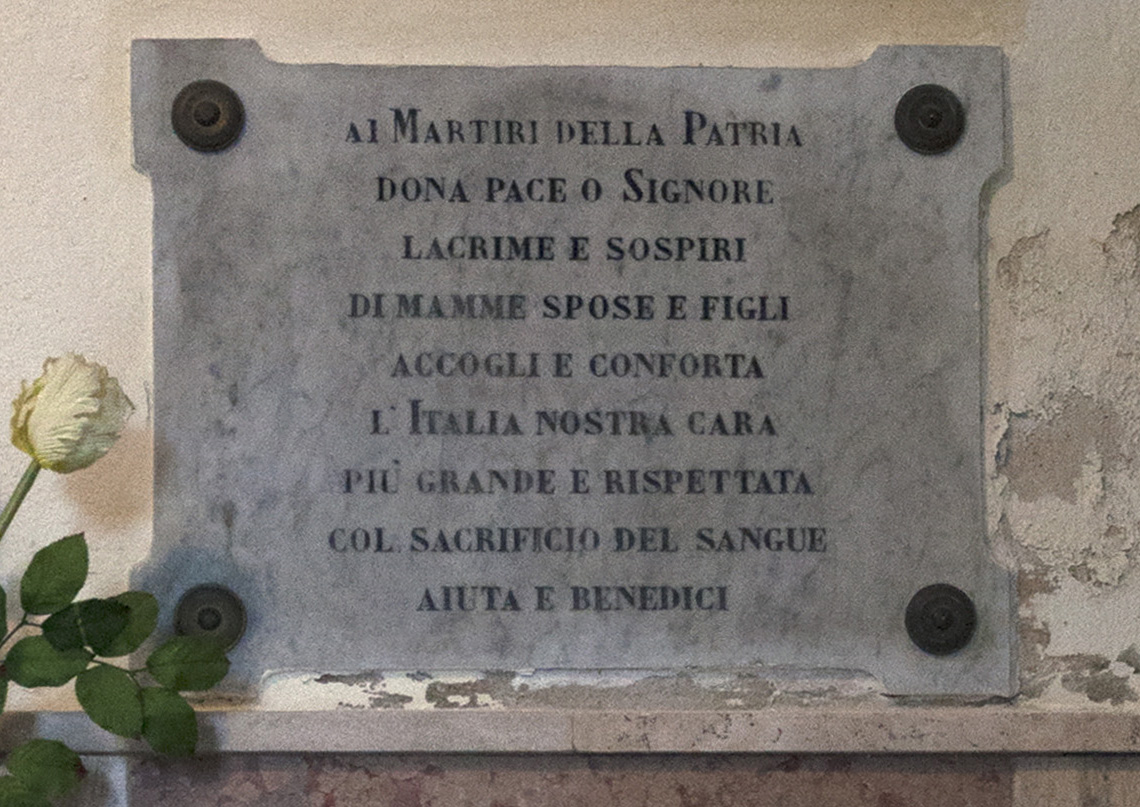 AI MARTIRI DELLA PATRIA
DONA PACE O SIGNORE
LACRIME E SOSPIRI
DI MAMME SPOSE E FIGLI
ACCOGLI E CONFORTA
L' ITALIA NOSTRA CARA
PIÙ GRANDE E RISPETTATA
COL SACRIFICIO DEL SANGUE
AIUTA E BENEDICI